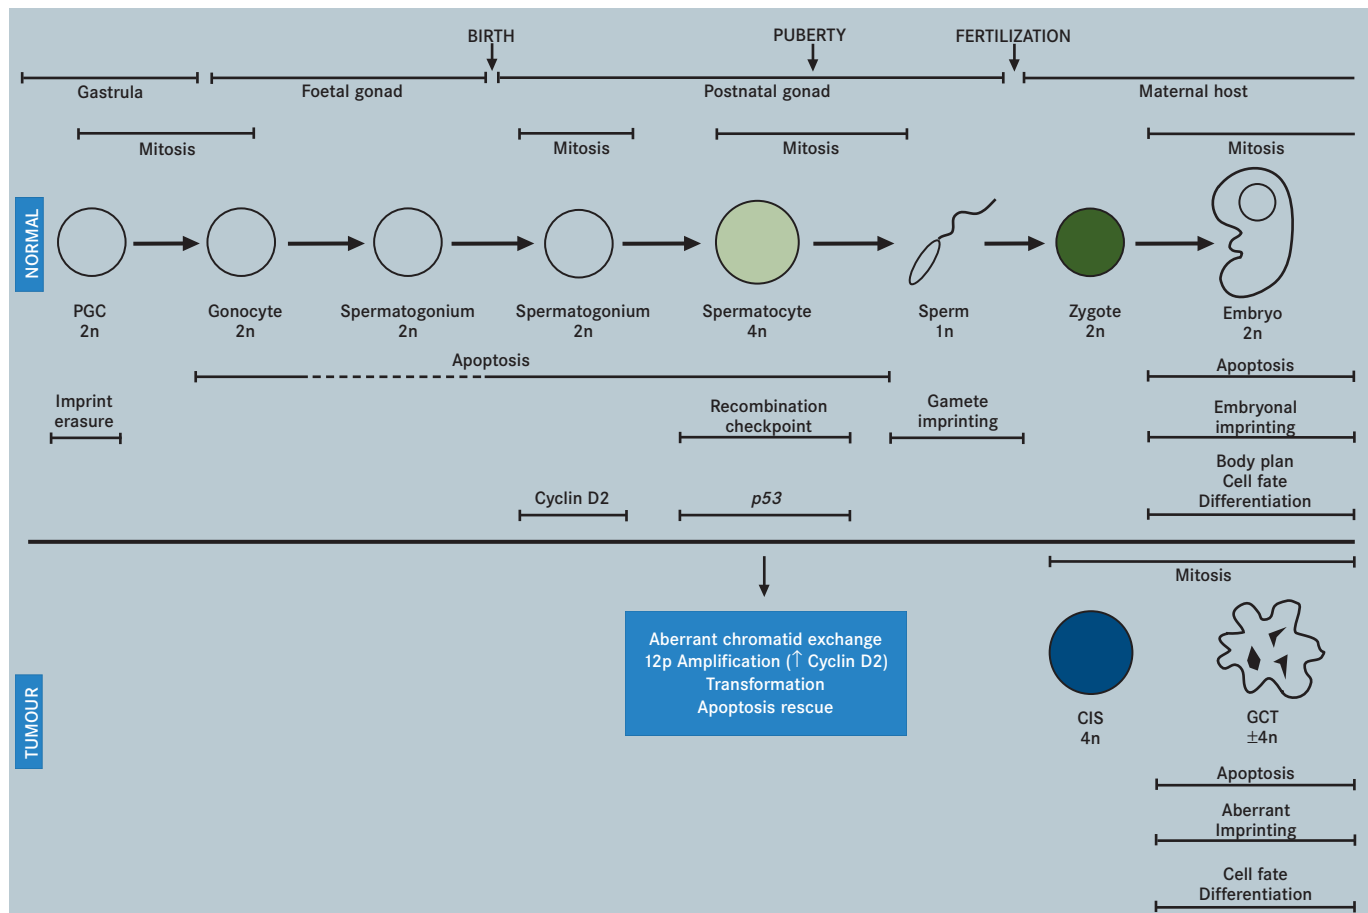 BIRTH
PUBERTY
FERTILIZATION
Gastrula
Foetal gonad
Postnatal gonad
Maternal host
Mitosis
Mitosis
Mitosis
Mitosis
NORMAL
PGC
2n
Gonocyte
2n
Spermatogonium
2n
Spermatogonium
2n
Spermatocyte
4n
Sperm
1n
Zygote
2n
Embryo
2n
Apoptosis
Apoptosis
Imprint
erasure
Recombination
checkpoint
Gamete
imprinting
Embryonal
imprinting
Body plan
Cell fate
Differentiation
Cyclin D2
p53
Mitosis
TUMOUR
Aberrant chromatid exchange
12p Amplification (↑ Cyclin D2)
Transformation
Apoptosis rescue
CIS
4n
GCT
±4n
Apoptosis
Aberrant
Imprinting
Cell fate
Differentiation